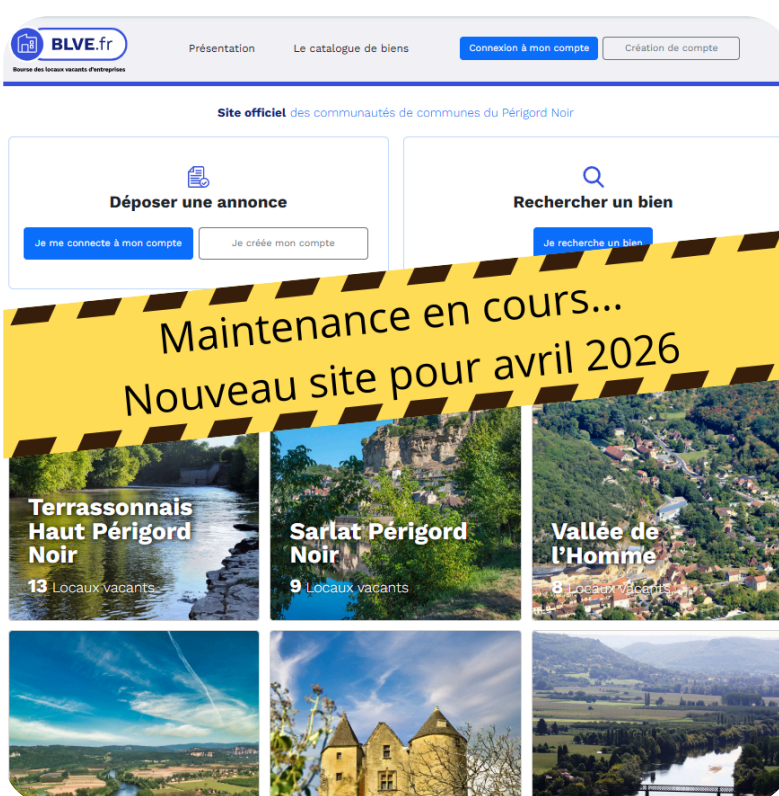 BLVE.fr
Bourse des locaux vacants d'entreprises
Présentation
Le catalogue de biens
Connexion à mon compte
Création de compte
Site officiel des communautés de communes du Périgord Noir
Déposer une annonce
Je me connecte à mon compte
Je créée mon compte
Rechercher un bien
Je recherche un bien
Maintenance en cours...
Nouveau site pour avril 2026
Terrassonnais
Haut Périgord
Noir
13 Locaux vacants
Sarlat Périgord
Noir
9 Locaux vacants
Vallée de
l'Homme
8 Locaux vacants